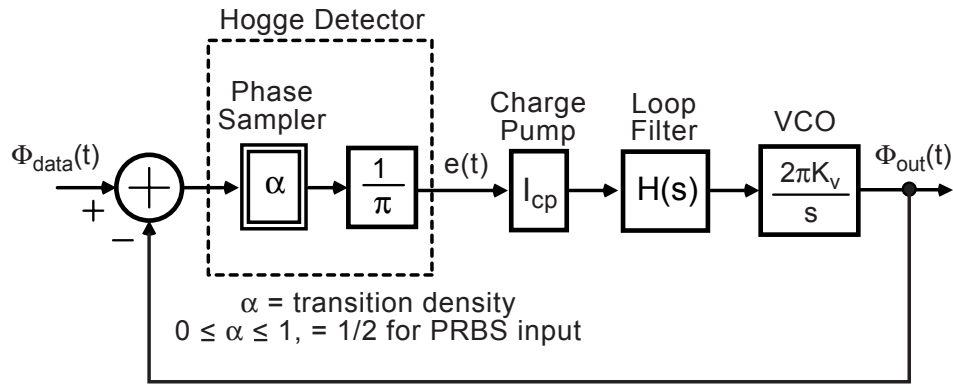 Hogge Detector
Phase
Sampler
Charge
Pump
Loop
Filter
VCO
Φdata(t)
+
−
α
1
π
e(t)
Icp
H(s)
2πKv
s
Φout(t)
α = transition density
0 ≤ α ≤ 1, = 1/2 for PRBS input